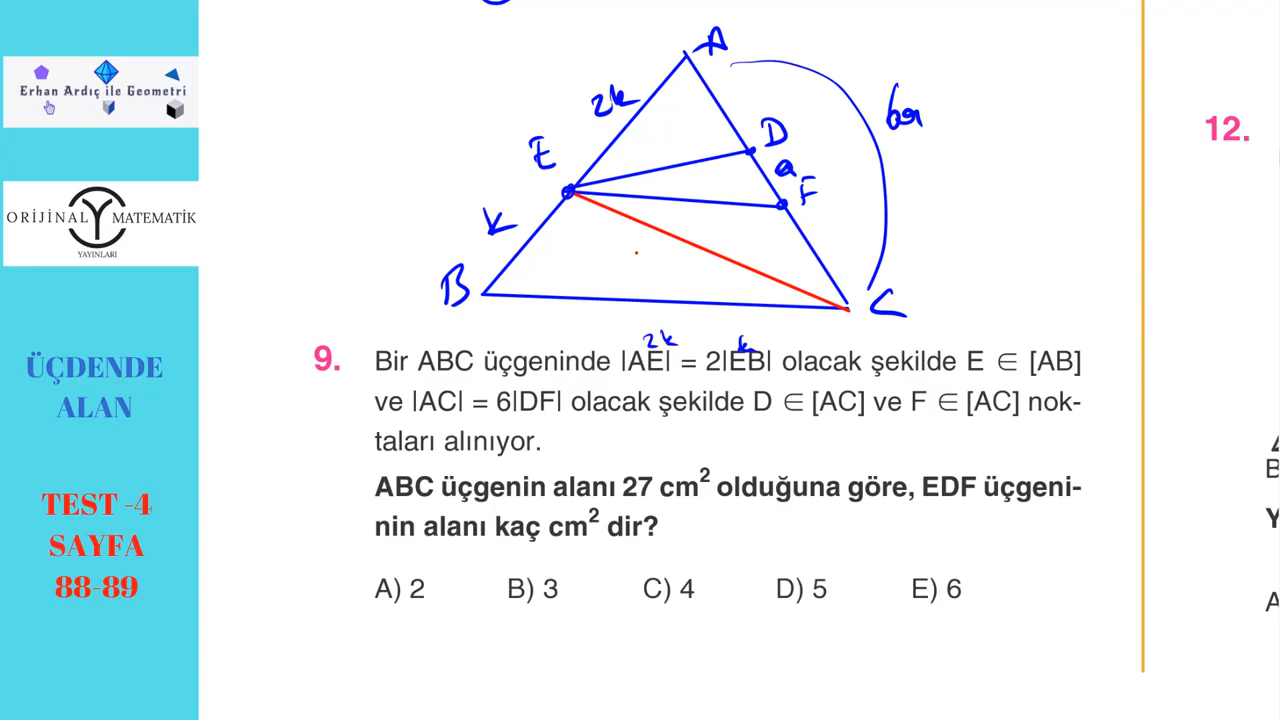 Erhan Ardıç ile Geometri
ORİJİNAL MATEMATİK
YAYINLARI
ÜÇDENDE
ALAN
TEST -4
SAYFA
88-89
A
2k
E
D
a
F
6a
k
B
C
2k k
9. Bir ABC üçgeninde |AE| = 2|EB| olacak şekilde E ∈ [AB]
ve |AC| = 6|DF| olacak şekilde D ∈ [AC] ve F ∈ [AC] nok-
taları alınıyor.
ABC üçgenin alanı 27 cm² olduğuna göre, EDF üçgeni-
nin alanı kaç cm² dir?
A) 2 B) 3 C) 4 D) 5 E) 6
12.
B
Y
A